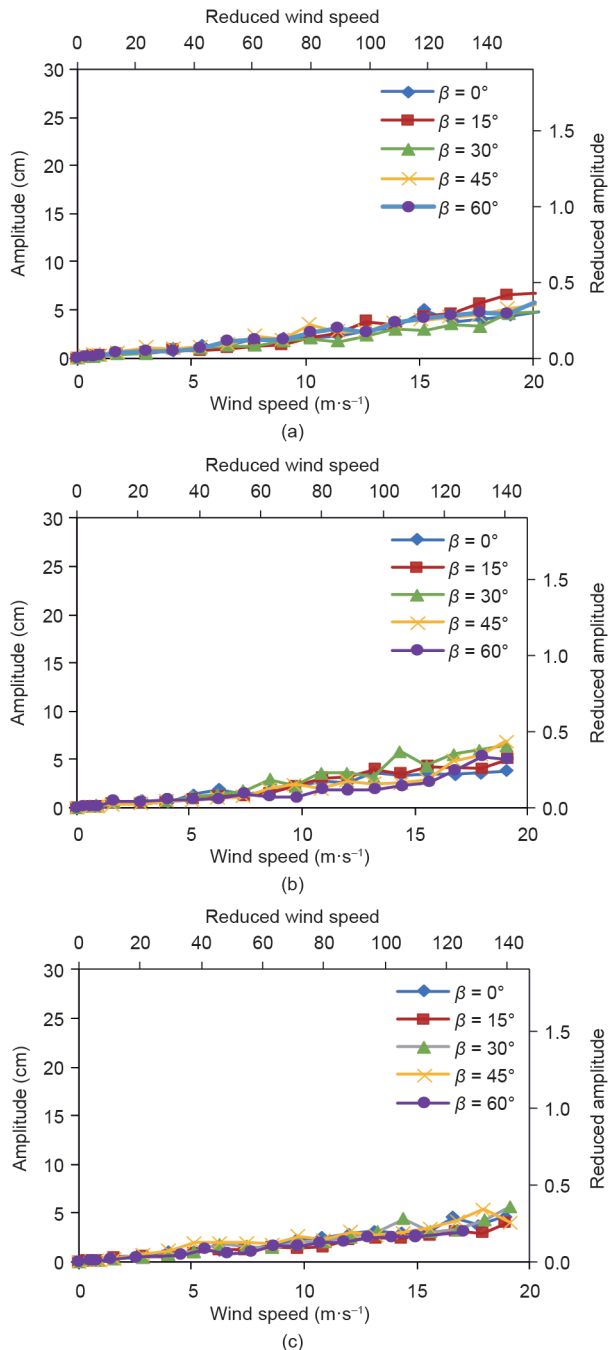 Reduced wind speed
0 20 40 60 80 100 120 140
30
25
20
15
10
5
0
Amplitude (cm)
β = 0°
β = 15°
β = 30°
β = 45°
β = 60°
1.5
1.0
0.5
0.0
Reduced amplitude
0 5 10 15 20
Wind speed (m·s⁻¹)
(a)
Reduced wind speed
0 20 40 60 80 100 120 140
30
25
20
15
10
5
0
Amplitude (cm)
β = 0°
β = 15°
β = 30°
β = 45°
β = 60°
1.5
1.0
0.5
0.0
Reduced amplitude
0 5 10 15 20
Wind speed (m·s⁻¹)
(b)
Reduced wind speed
0 20 40 60 80 100 120 140
30
25
20
15
10
5
0
Amplitude (cm)
β = 0°
β = 15°
β = 30°
β = 45°
β = 60°
1.5
1.0
0.5
0.0
Reduced amplitude
0 5 10 15 20
Wind speed (m·s⁻¹)
(c)